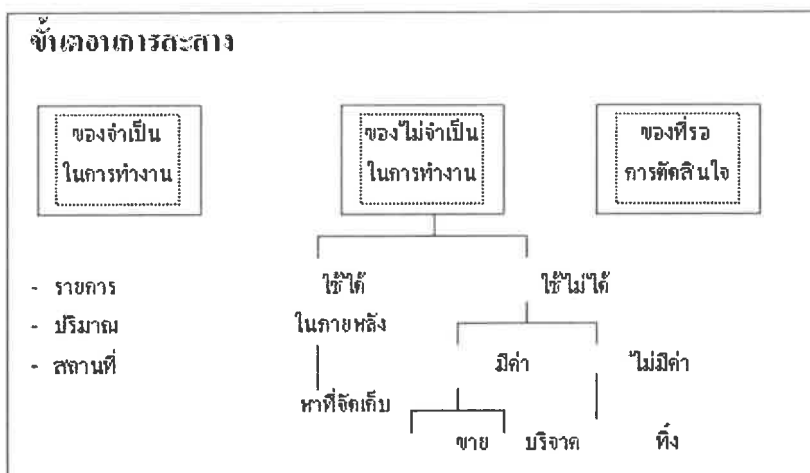 ขั้นตอนการสะสาง
ของจำเป็น
ในการทำงาน
ของไม่จำเป็น
ในการทำงาน
ของที่รอ
การตัดสินใจ
- รายการ
- ปริมาณ
- สถานที่
ใช้ได้
ในภายหลัง
หาที่จัดเก็บ
ใช้ไม่ได้
มีค่า
ไม่มีค่า
ขาย
บริจาค
ทิ้ง